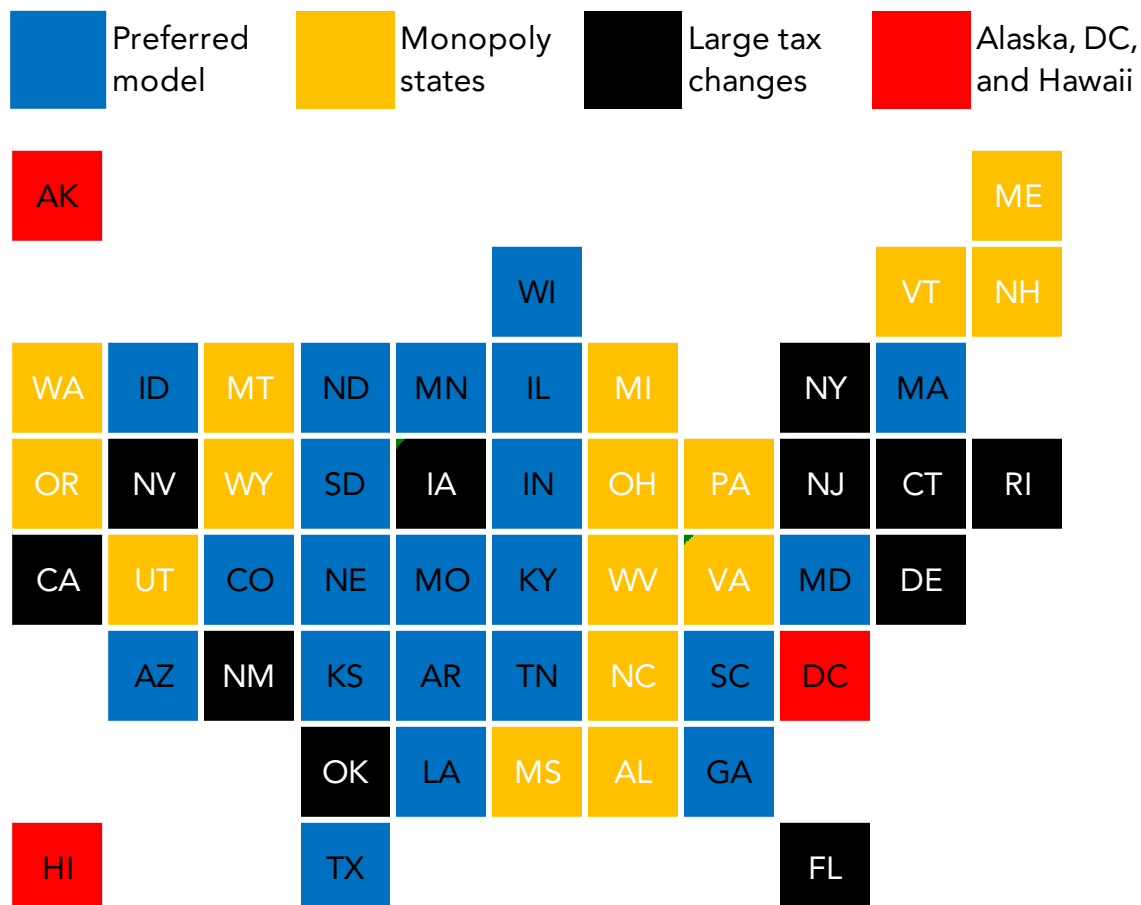 Preferred model
Monopoly states
Large tax changes
Alaska, DC, and Hawaii
AK
ME
WI
VT
NH
WA
ID
MT
ND
MN
IL
MI
NY
MA
OR
NV
WY
SD
IA
IN
OH
PA
NJ
CT
RI
CA
UT
CO
NE
MO
KY
WV
VA
MD
DE
AZ
NM
KS
AR
TN
NC
SC
DC
OK
LA
MS
AL
GA
HI
TX
FL